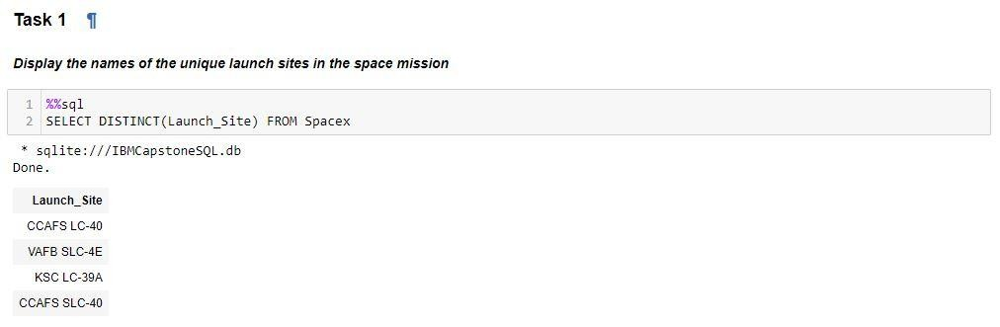 Task 1 ¶
Display the names of the unique launch sites in the space mission
1 %%sql
2 SELECT DISTINCT(Launch_Site) FROM Spacex
* sqlite:///IBMCapstoneSQL.db
Done.
Launch_Site
CCAFS LC-40
VAFB SLC-4E
KSC LC-39A
CCAFS SLC-40